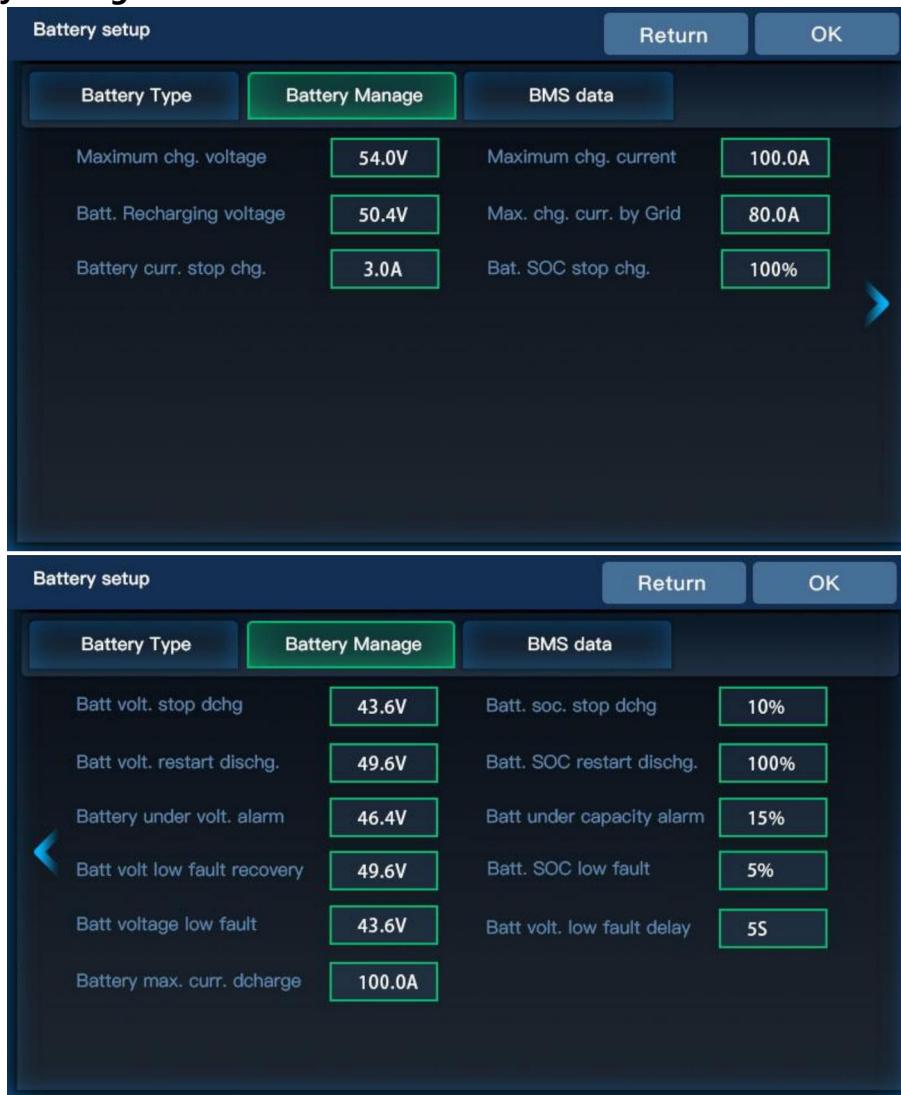 Battery setup Return OK
Battery Type Battery Manage BMS data
Maximum chg. voltage 54.0V Maximum chg. current 100.0A
Batt. Recharging voltage 50.4V Max. chg. curr. by Grid 80.0A
Battery curr. stop chg. 3.0A Bat. SOC stop chg. 100%
Battery setup Return OK
Battery Type Battery Manage BMS data
Batt volt. stop dchg 43.6V Batt. soc. stop dchg 10%
Batt volt. restart dischg. 49.6V Batt. SOC restart dischg. 100%
Battery under volt. alarm 46.4V Batt under capacity alarm 15%
Batt volt low fault recovery 49.6V Batt. SOC low fault 5%
Batt voltage low fault 43.6V Batt volt. low fault delay 5S
Battery max. curr. dcharge 100.0A